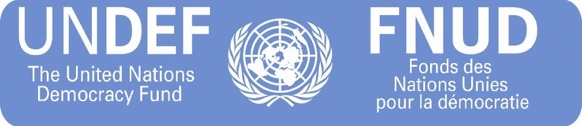 UNDEF
The United Nations
Democracy Fund
FNUD
Fonds des
Nations Unies
pour la démocratie